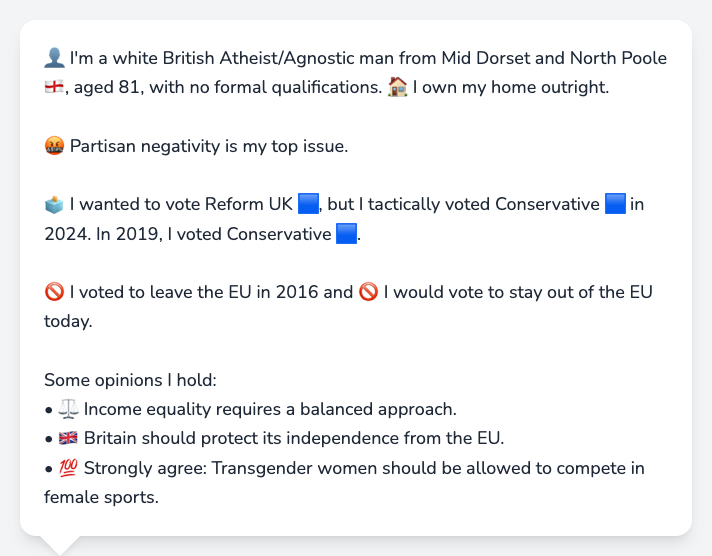 👤 I'm a white British Atheist/Agnostic man from Mid Dorset and North Poole
🏴󠁧󠁢󠁥󠁮󠁧󠁿, aged 81, with no formal qualifications. 🏠 I own my home outright.
🤬 Partisan negativity is my top issue.
🗳️ I wanted to vote Reform UK 🟦, but I tactically voted Conservative 🟦 in
2024. In 2019, I voted Conservative 🟦.
🚫 I voted to leave the EU in 2016 and 🚫 I would vote to stay out of the EU
today.
Some opinions I hold:
• ⚖️ Income equality requires a balanced approach.
• 🇬🇧 Britain should protect its independence from the EU.
• 💯 Strongly agree: Transgender women should be allowed to compete in
female sports.